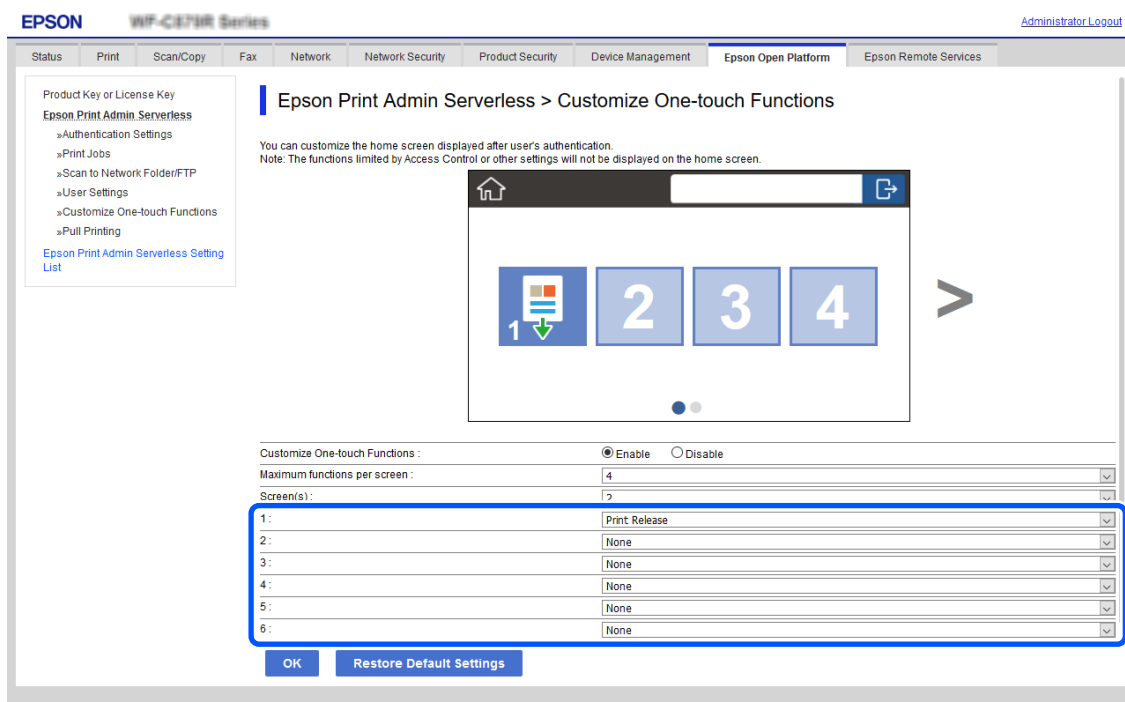 EPSON
Administrator Logout
Status Print Scan/Copy Fax Network Network Security Product Security Device Management Epson Open Platform Epson Remote Services
Product Key or License Key
Epson Print Admin Serverless
»Authentication Settings
»Print Jobs
»Scan to Network Folder/FTP
»User Settings
»Customize One-touch Functions
»Pull Printing
Epson Print Admin Serverless Setting
List
Epson Print Admin Serverless > Customize One-touch Functions
You can customize the home screen displayed after user's authentication.
Note: The functions limited by Access Control or other settings will not be displayed on the home screen.
1 2 3 4 >
Customize One-touch Functions : Enable Disable
Maximum functions per screen : 4
Screen(s) : 2
1 : Print Release
2 : None
3 : None
4 : None
5 : None
6 : None
OK Restore Default Settings